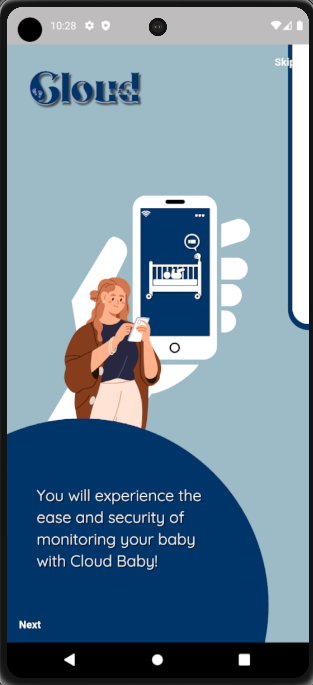 10:28
Skip
Cloud
You will experience the
ease and security of
monitoring your baby
with Cloud Baby!
Next